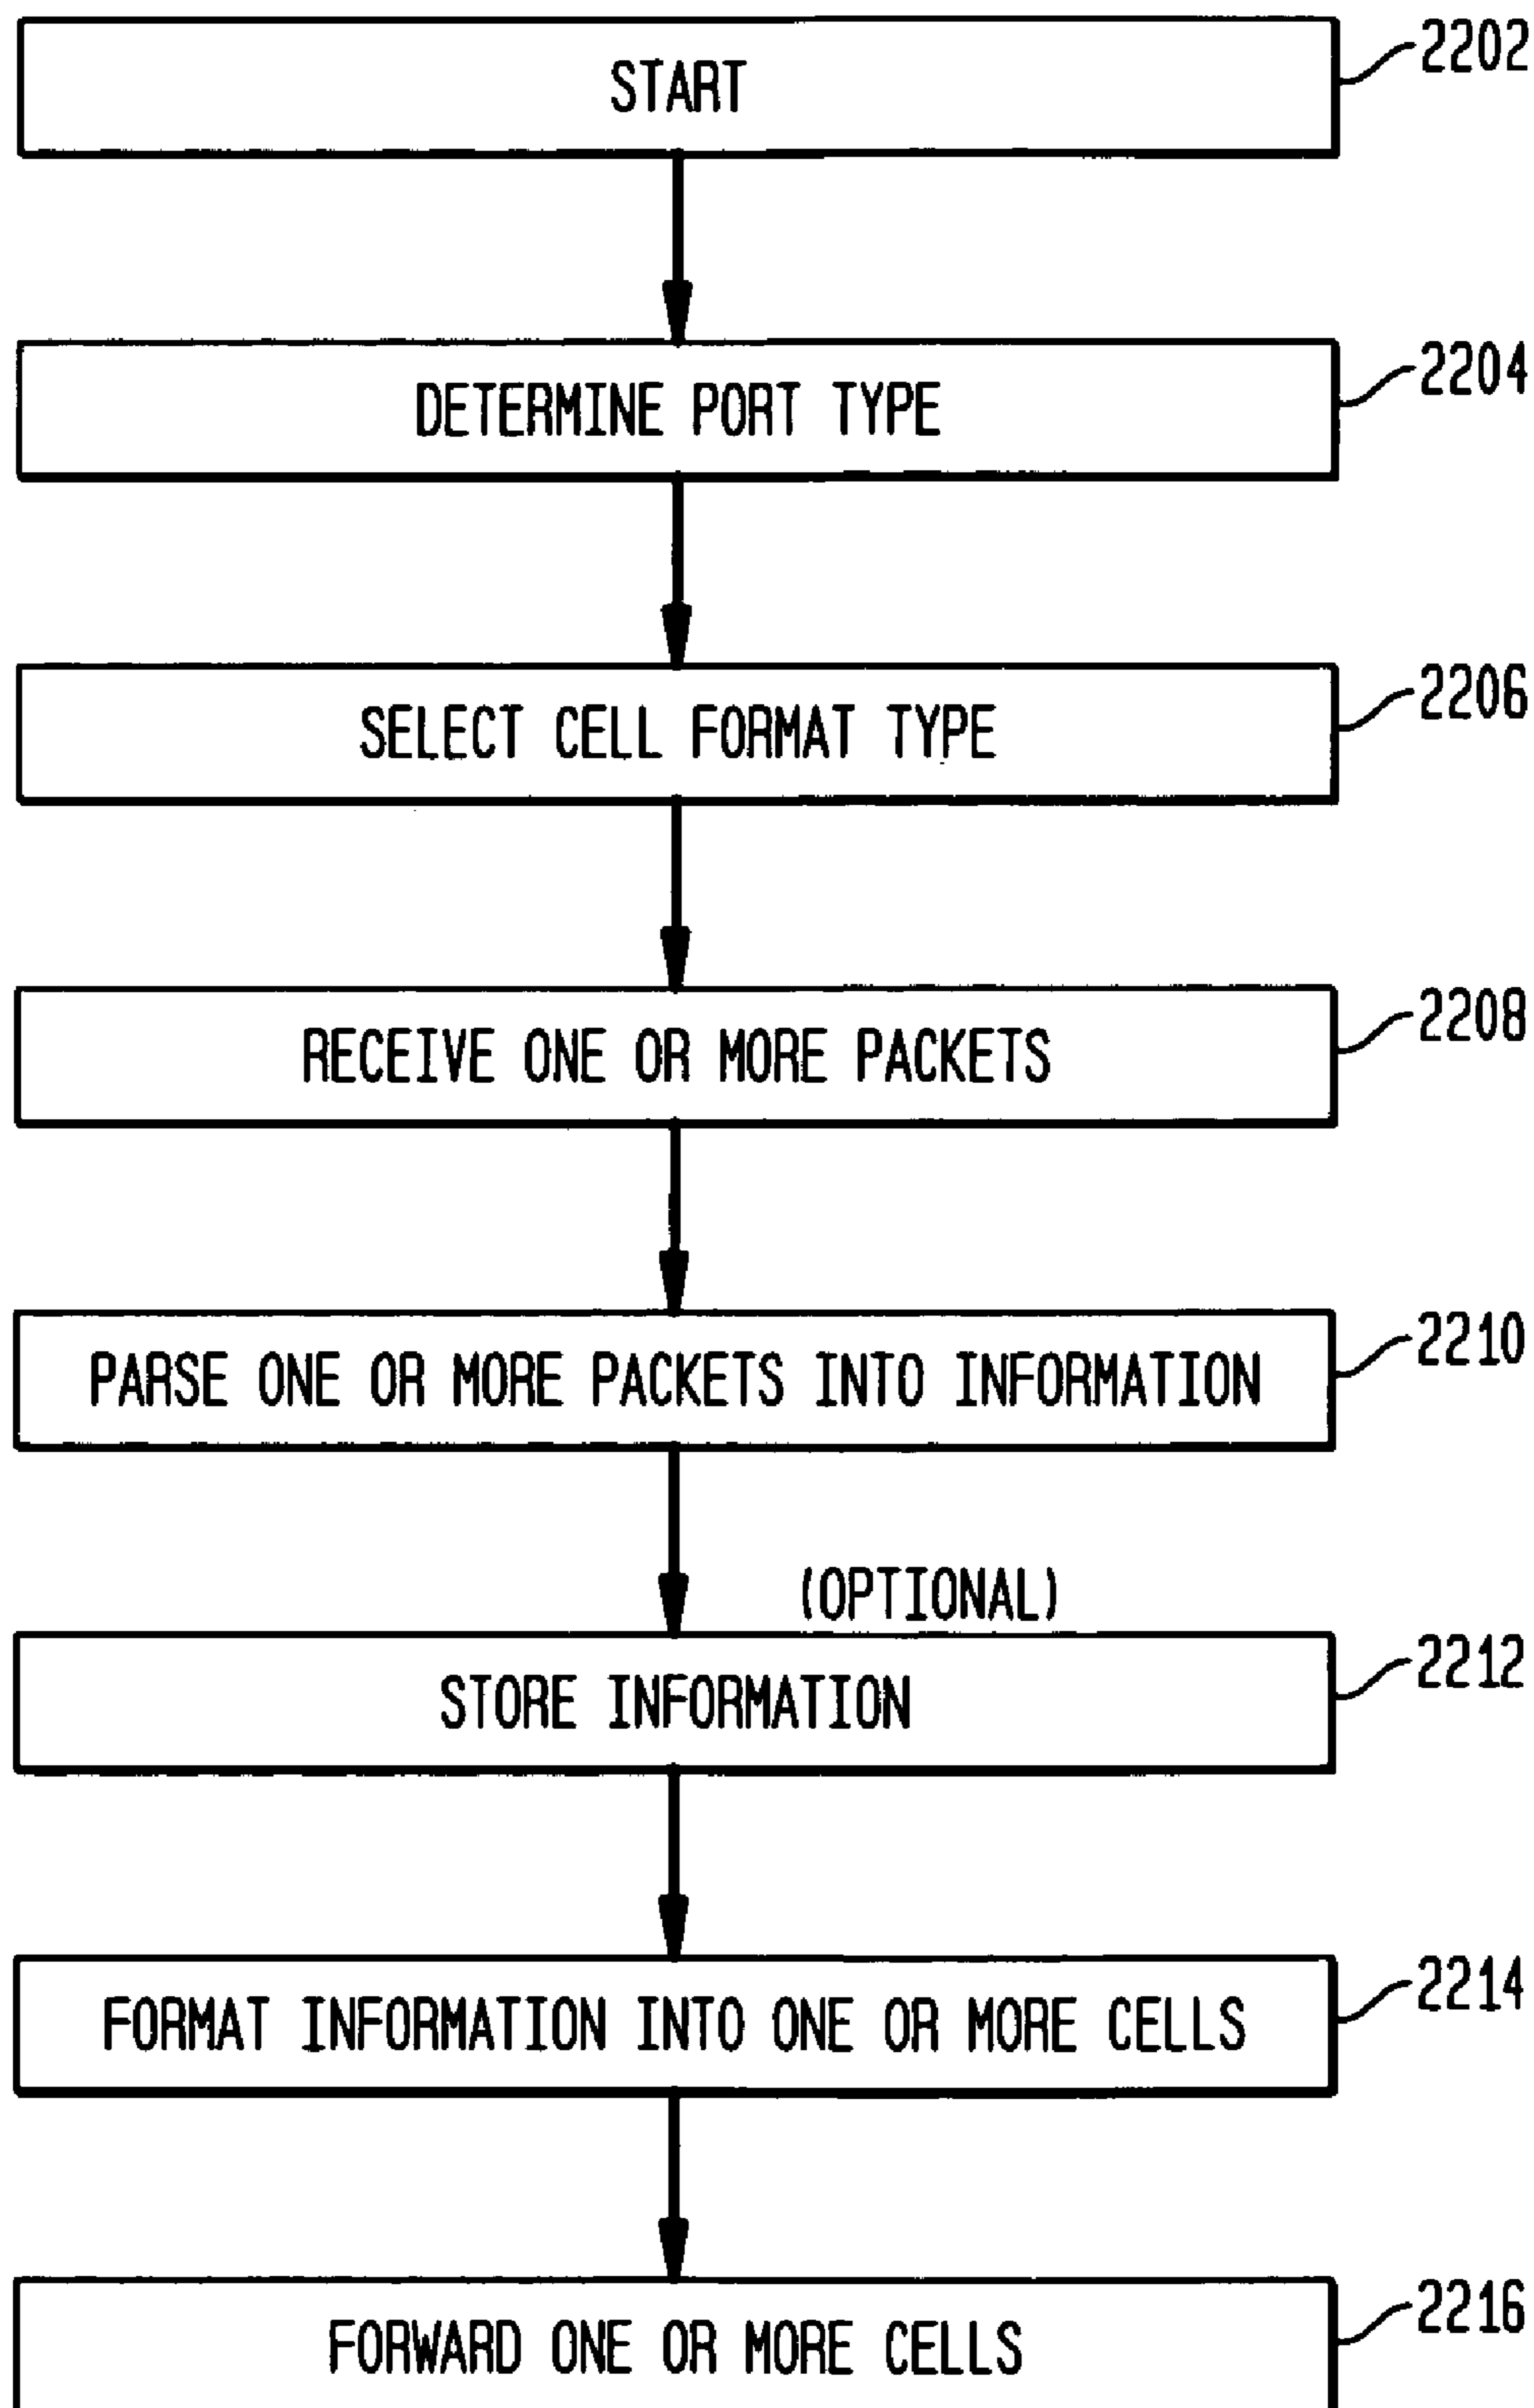 START
2202
DETERMINE PORT TYPE
2204
SELECT CELL FORMAT TYPE
2206
RECEIVE ONE OR MORE PACKETS
2208
PARSE ONE OR MORE PACKETS INTO INFORMATION
2210
(OPTIONAL)
STORE INFORMATION
2212
FORMAT INFORMATION INTO ONE OR MORE CELLS
2214
FORWARD ONE OR MORE CELLS
2216